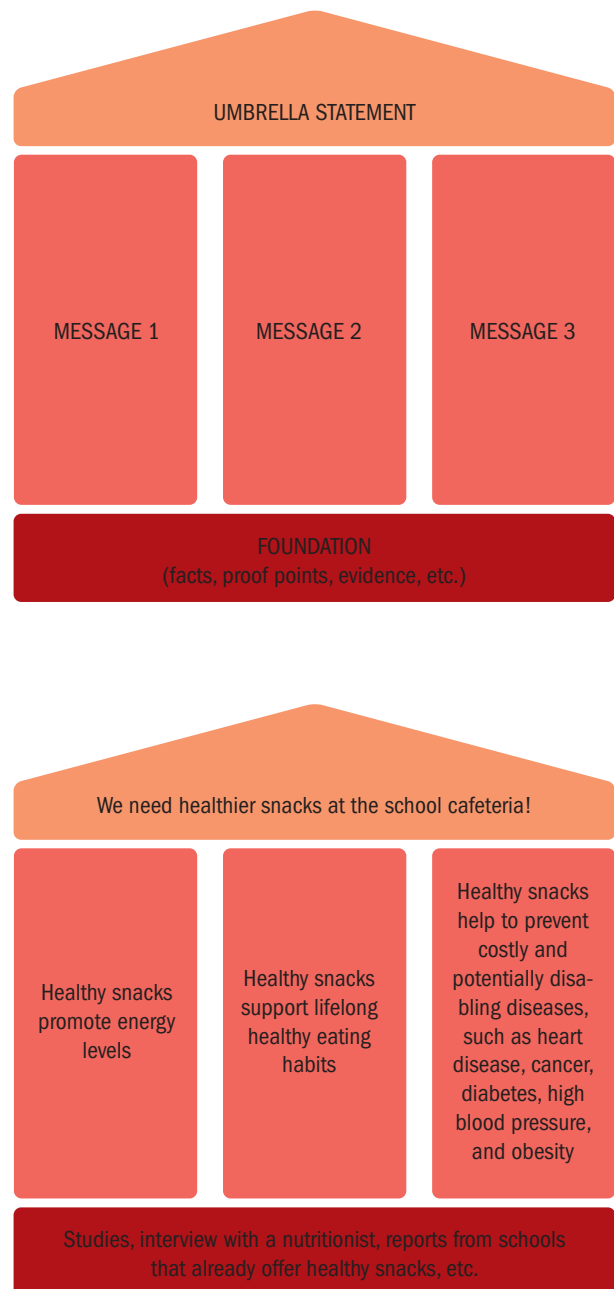 UMBRELLA STATEMENT
MESSAGE 1
MESSAGE 2
MESSAGE 3
FOUNDATION
(facts, proof points, evidence, etc.)
We need healthier snacks at the school cafeteria!
Healthy snacks
promote energy
levels
Healthy snacks
support lifelong
healthy eating
habits
Healthy snacks
help to prevent
costly and
potentially disa-
bling diseases,
such as heart
disease, cancer,
diabetes, high
blood pressure,
and obesity
Studies, interview with a nutritionist, reports from schools
that already offer healthy snacks, etc.